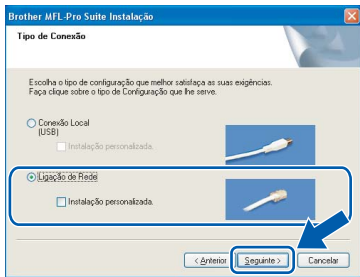 Brother MFL-Pro Suite Instalação
Tipo de Conexão
Escolha o tipo de configuração que melhor satisfaça as suas exigências.
Faça clique sobre o tipo de Configuração que lhe serve.
Conexão Local
(USB)
Instalação personalizada.
Ligação de Rede
Instalação personalizada.
< Anterior
Seguinte >
Cancelar